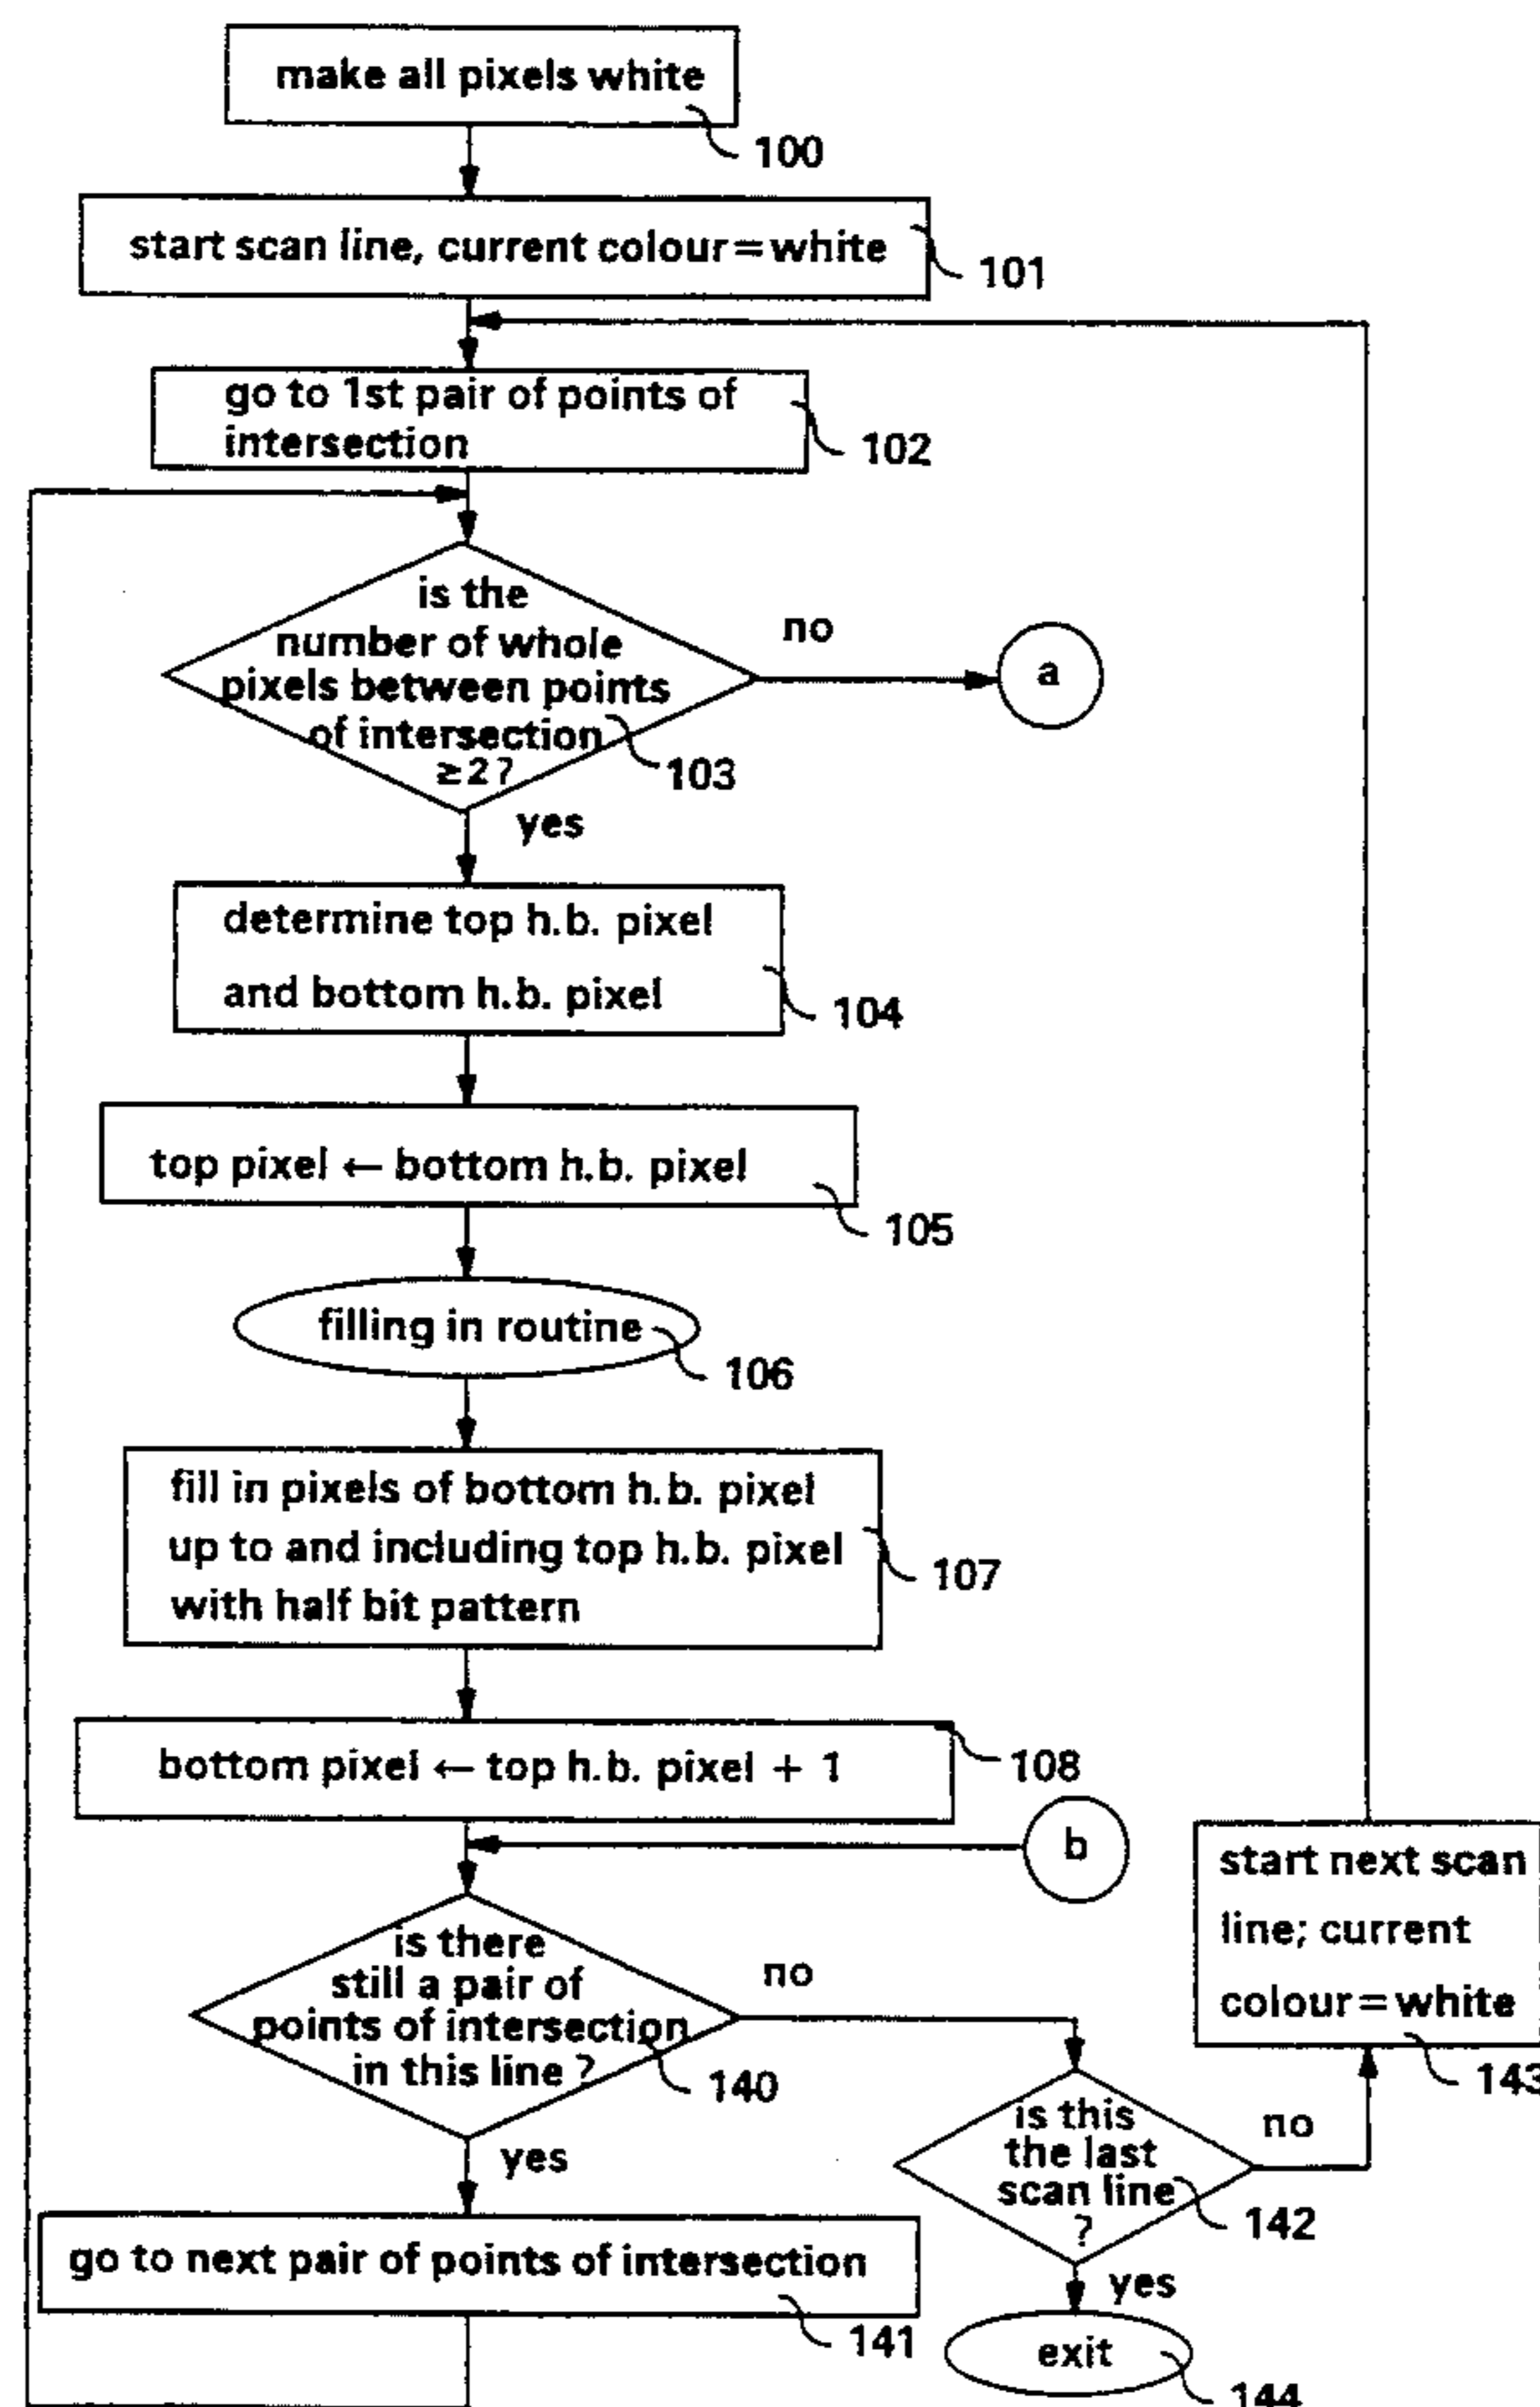 make all pixels white
100
start scan line, current colour=white
101
go to 1st pair of points of
intersection
102
is the
number of whole
pixels between points
of intersection
≥2?
103
no
a
yes
determine top h.b. pixel
and bottom h.b. pixel
104
top pixel ← bottom h.b. pixel
105
filling in routine
106
fill in pixels of bottom h.b. pixel
up to and including top h.b. pixel
with half bit pattern
107
bottom pixel ← top h.b. pixel + 1
108
b
is there
still a pair of
points of intersection
in this line ?
140
no
yes
start next scan
line; current
colour=white
143
is this
the last
scan line
?
142
no
yes
go to next pair of points of intersection
141
exit
144